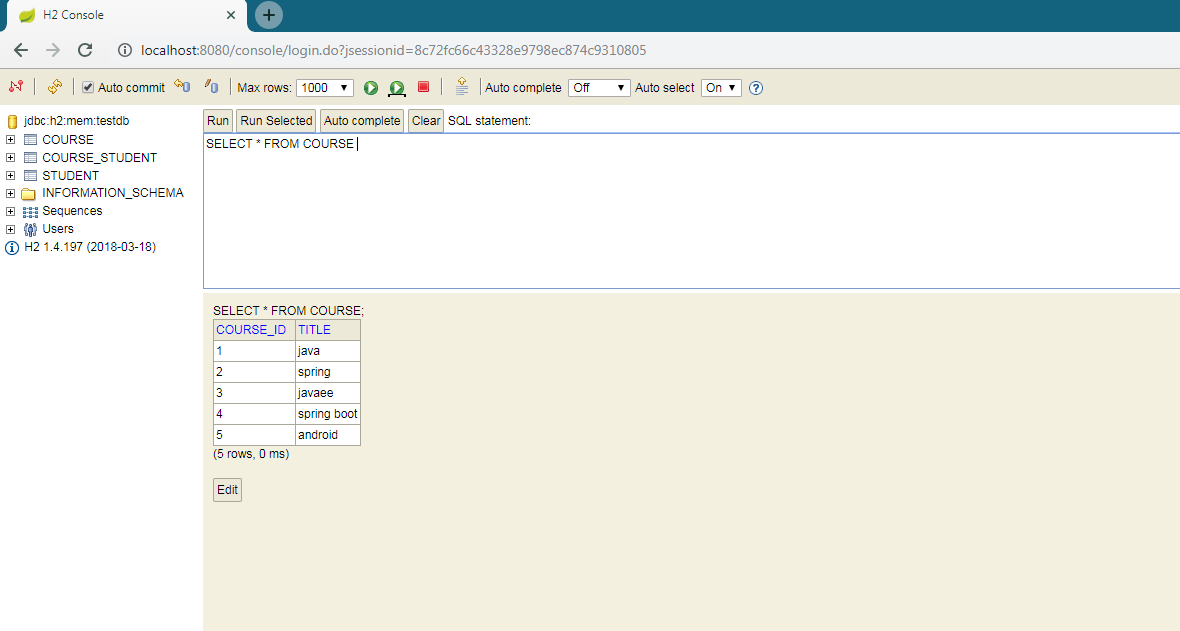 H2 Console
localhost:8080/console/login.do?jsessionid=8c72fc66c43328e9798ec874c9310805
Auto commit Max rows: 1000 Auto complete Off Auto select On
jdbc:h2:mem:testdb
COURSE
COURSE_STUDENT
STUDENT
INFORMATION_SCHEMA
Sequences
Users
H2 1.4.197 (2018-03-18)
Run Run Selected Auto complete Clear SQL statement:
SELECT * FROM COURSE
SELECT * FROM COURSE;
COURSE_ID TITLE
1 java
2 spring
3 javaee
4 spring boot
5 android
(5 rows, 0 ms)
Edit